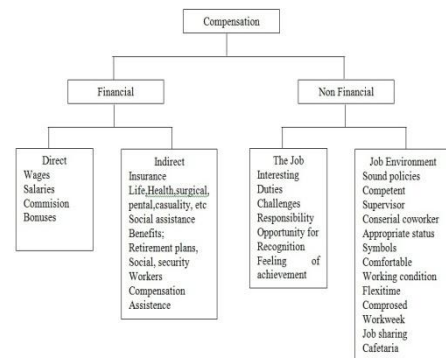 Compensation
Financial
Non Financial
Direct
Wages
Salaries
Commision
Bonuses
Indirect
Insurance
Life,Health,surgical,
pental,casuality, etc
Social assistance
Benefits;
Retirement plans,
Social, security
Workers
Compensation
Assistence
The Job
Interesting
Duties
Challenges
Responsibility
Opportunity for
Recognition
Feeling of
achievement
Job Environment
Sound policies
Competent
Supervisor
Conserial coworker
Appropriate status
Symbols
Comfortable
Working condition
Flexitime
Comprosed
Workweek
Job sharing
Cafetaria